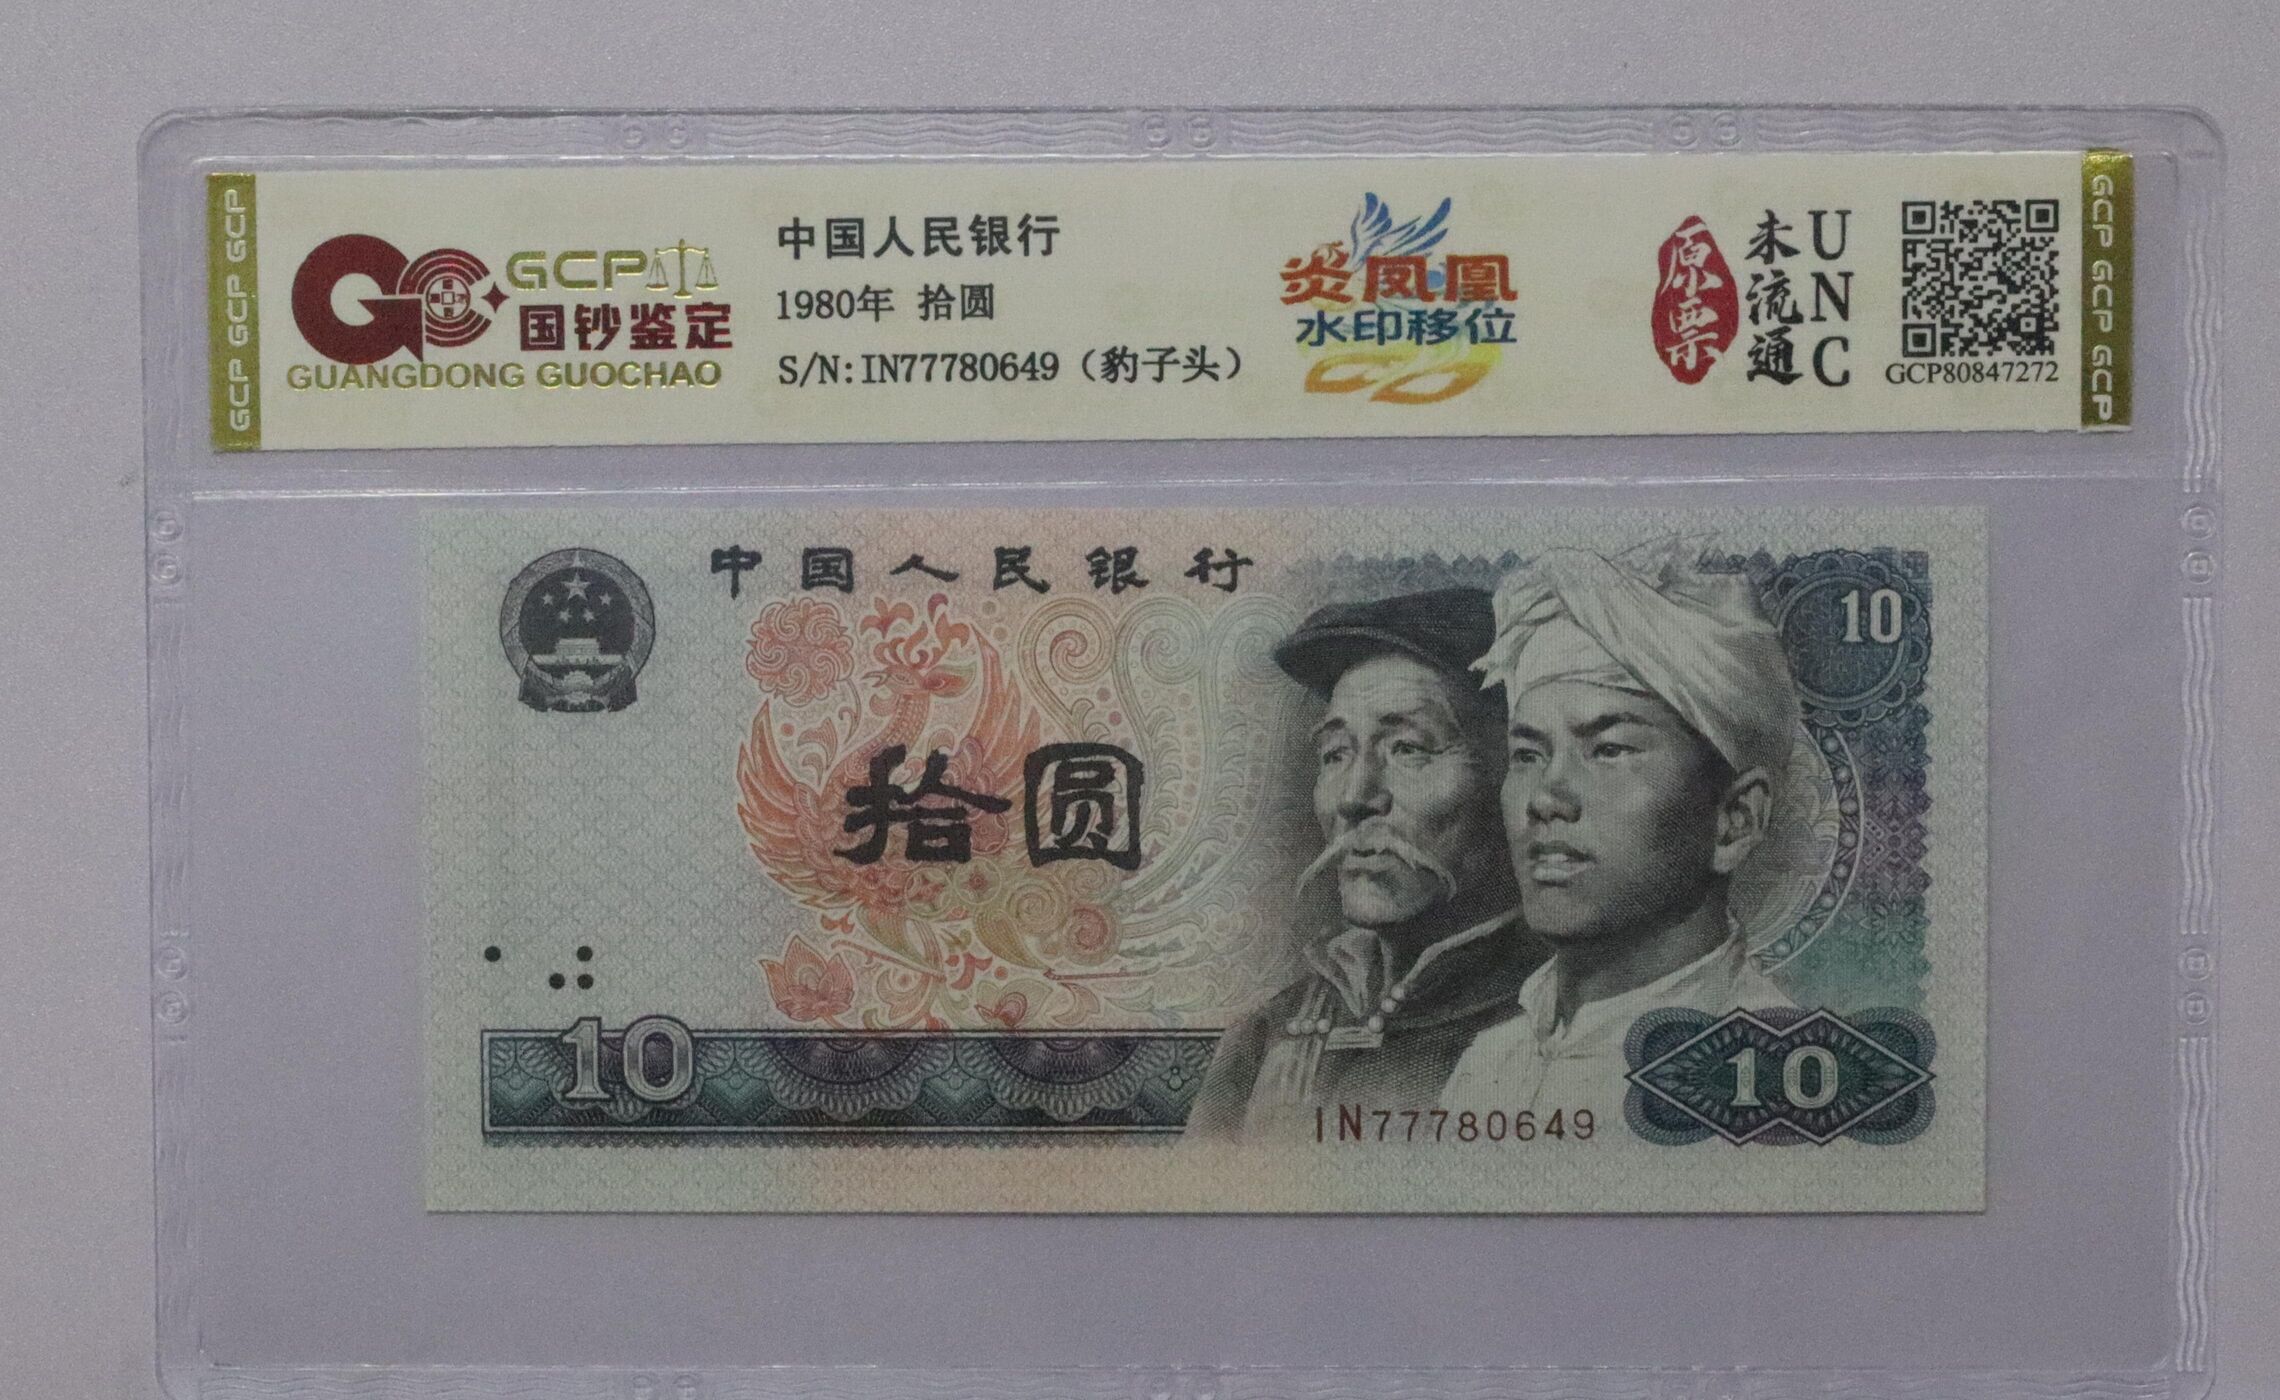 GCP GCP GCP
GCP
国钞鉴定
GUANGDONG GUOCHAO
中国人民银行
1980年 拾圆
S/N:IN77780649（豹子头）
炎凤凰
水印移位
原票
未流通
UNC
GCP80847272
GCP GCP GCP
中国人民银行
10
拾圆
10
10
IN77780649